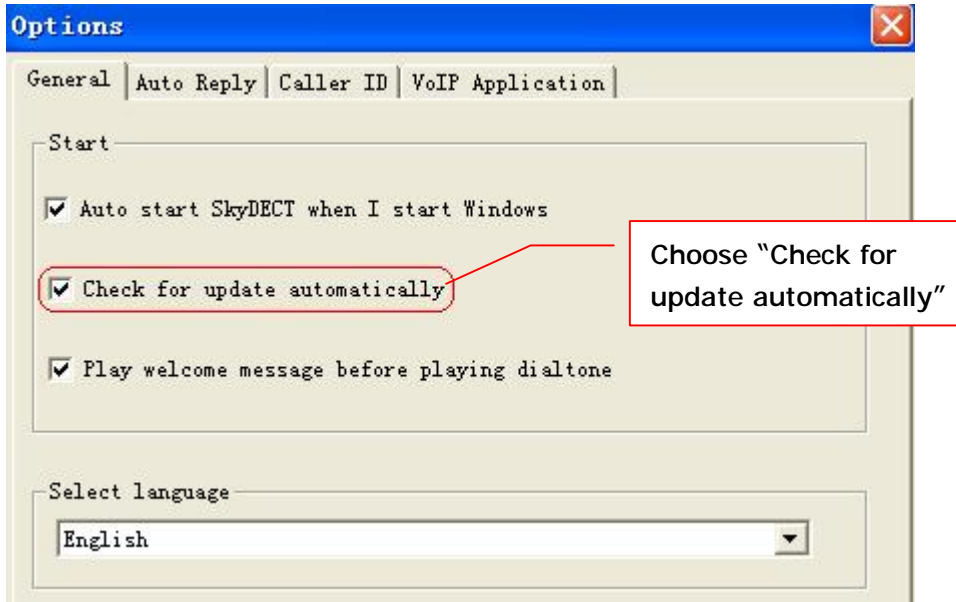 Options
General
Auto Reply
Caller ID
VoIP Application
Start
Auto start SkyDECT when I start Windows
Check for update automatically
Choose “Check for
update automatically”
Play welcome message before playing dialtone
Select language
English